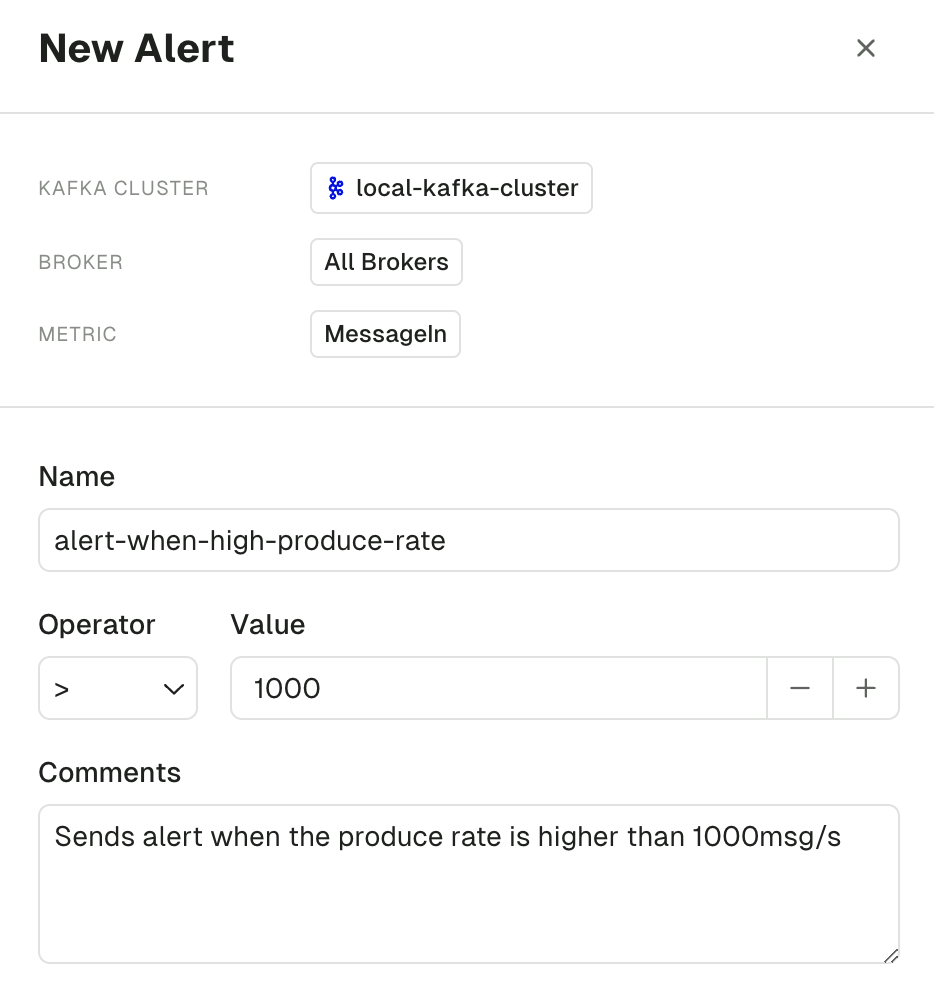 New Alert
KAFKA CLUSTER local-kafka-cluster
BROKER All Brokers
METRIC MessageIn
Name
alert-when-high-produce-rate
Operator Value
> 1000
Comments
Sends alert when the produce rate is higher than 1000msg/s